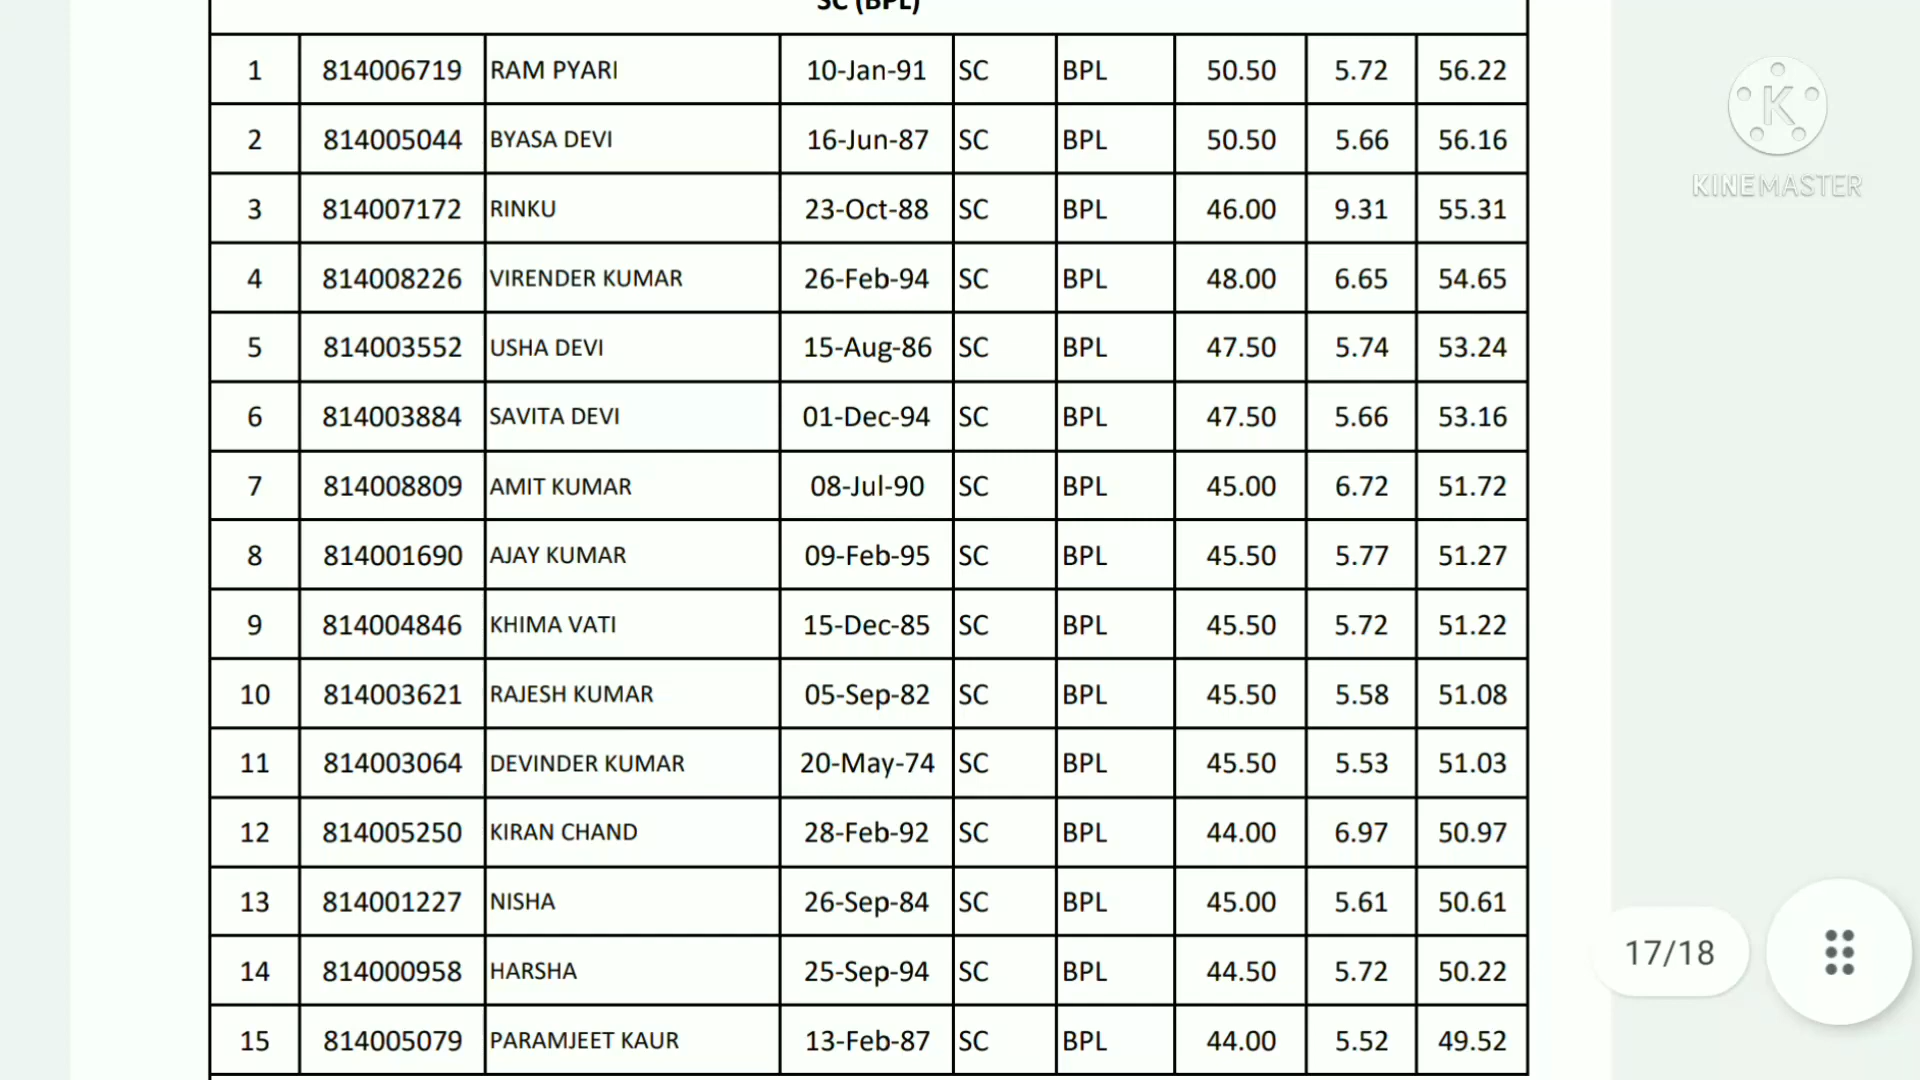 SC (BPL)
1 814006719 RAM PYARI 10-Jan-91 SC BPL 50.50 5.72 56.22
2 814005044 BYASA DEVI 16-Jun-87 SC BPL 50.50 5.66 56.16
3 814007172 RINKU 23-Oct-88 SC BPL 46.00 9.31 55.31
4 814008226 VIRENDER KUMAR 26-Feb-94 SC BPL 48.00 6.65 54.65
5 814003552 USHA DEVI 15-Aug-86 SC BPL 47.50 5.74 53.24
6 814003884 SAVITA DEVI 01-Dec-94 SC BPL 47.50 5.66 53.16
7 814008809 AMIT KUMAR 08-Jul-90 SC BPL 45.00 6.72 51.72
8 814001690 AJAY KUMAR 09-Feb-95 SC BPL 45.50 5.77 51.27
9 814004846 KHIMA VATI 15-Dec-85 SC BPL 45.50 5.72 51.22
10 814003621 RAJESH KUMAR 05-Sep-82 SC BPL 45.50 5.58 51.08
11 814003064 DEVINDER KUMAR 20-May-74 SC BPL 45.50 5.53 51.03
12 814005250 KIRAN CHAND 28-Feb-92 SC BPL 44.00 6.97 50.97
13 814001227 NISHA 26-Sep-84 SC BPL 45.00 5.61 50.61
14 814000958 HARSHA 25-Sep-94 SC BPL 44.50 5.72 50.22
15 814005079 PARAMJEET KAUR 13-Feb-87 SC BPL 44.00 5.52 49.52
K
KINEMASTER
17/18